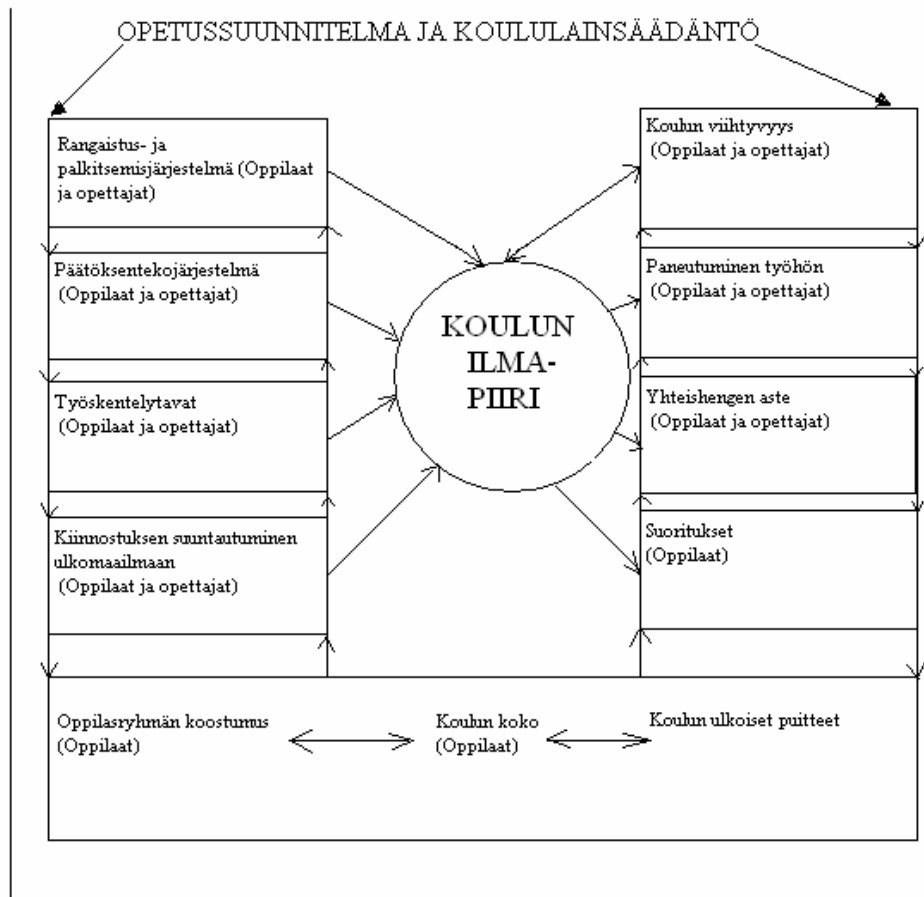 OPETUSSUUNNITELMA JA KOULULAINSÄÄDÄNTÖ
Rangaistus- ja
palkitsemisjärjestelmä (Oppilaat
ja opettajat)
Päätöksentekojärjestelmä
(Oppilaat ja opettajat)
Työskentelytavat
(Oppilaat ja opettajat)
Kiinnostuksen suuntautuminen
ulkomaailmaan
(Oppilaat ja opettajat)
KOULUN
ILMA-
PIIRI
Koulun viihtyvyys
(Oppilaat ja opettajat)
Paneutuminen työhön
(Oppilaat ja opettajat)
Yhteishengen aste
(Oppilaat ja opettajat)
Suoritukset
(Oppilaat)
Oppilasryhmän koostumus
(Oppilaat)
Koulun koko
(Oppilaat)
Koulun ulkoiset puitteet